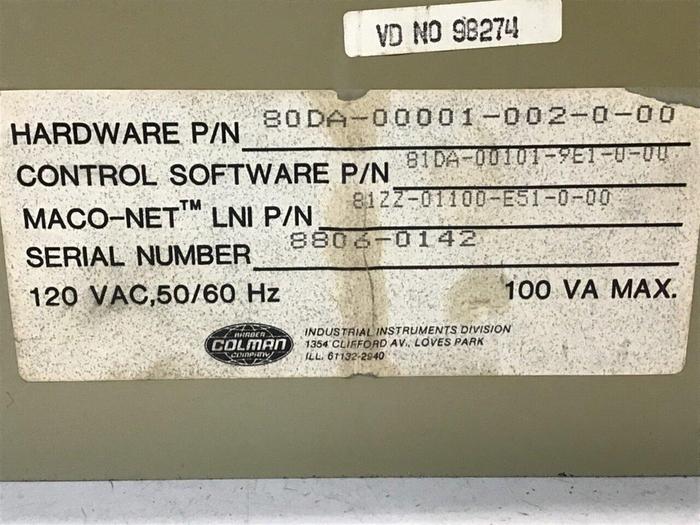 VD NO 98274
HARDWARE P/N 80DA-00001-002-0-00
CONTROL SOFTWARE P/N 81DA-00101-9E1-0-00
MACO-NET™ LNI P/N 81ZZ-01100-E51-0-00
SERIAL NUMBER 8806-0142
120 VAC,50/60 Hz 100 VA MAX.
BARBER
COLMAN
COMPANY
INDUSTRIAL INSTRUMENTS DIVISION
1354 CLIFFORD AV., LOVES PARK
ILL. 61132-2940